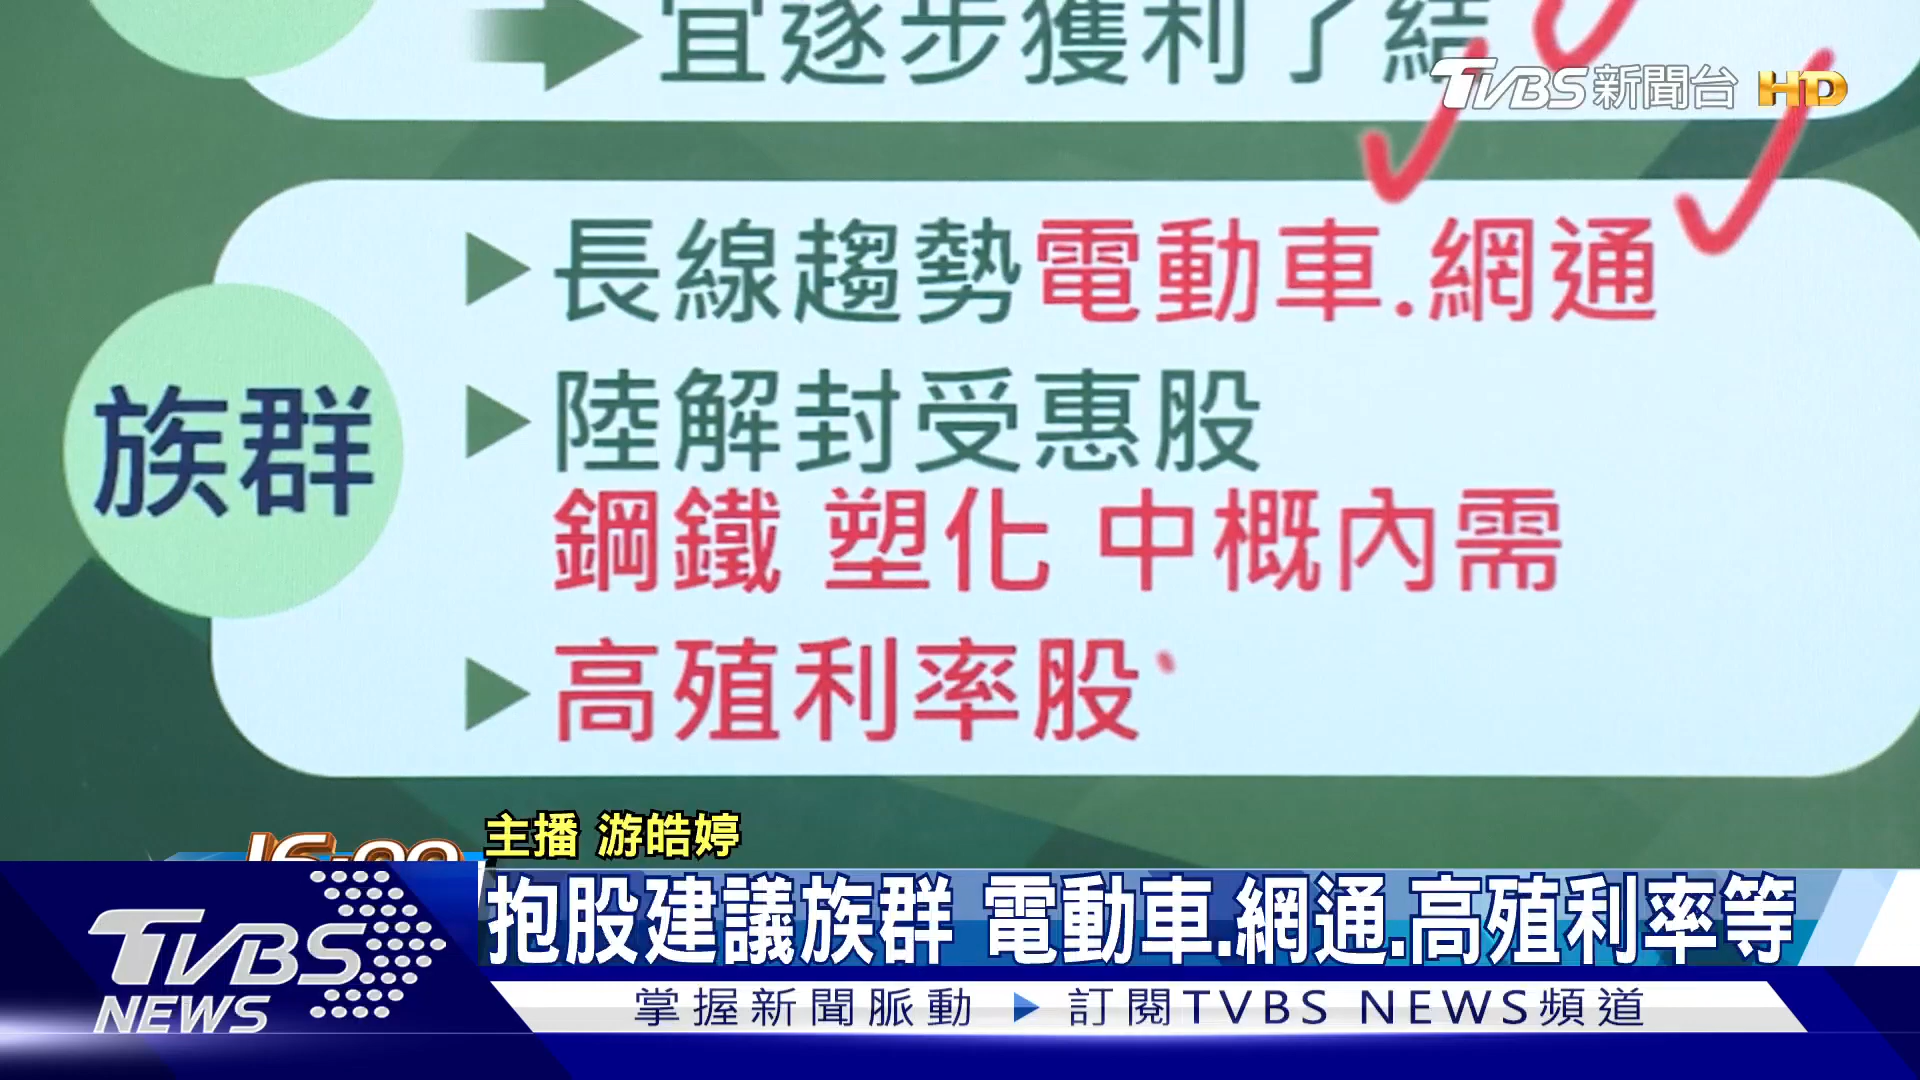 宜逐步獲利了結
TVBS新聞台 HD
長線趨勢電動車.網通
族群
陸解封受惠股
鋼鐵 塑化 中概內需
高殖利率股
主播 游皓婷
抱股建議族群 電動車.網通.高殖利率等
TVBS
NEWS
掌握新聞脈動 ▶ 訂閱TVBS NEWS頻道